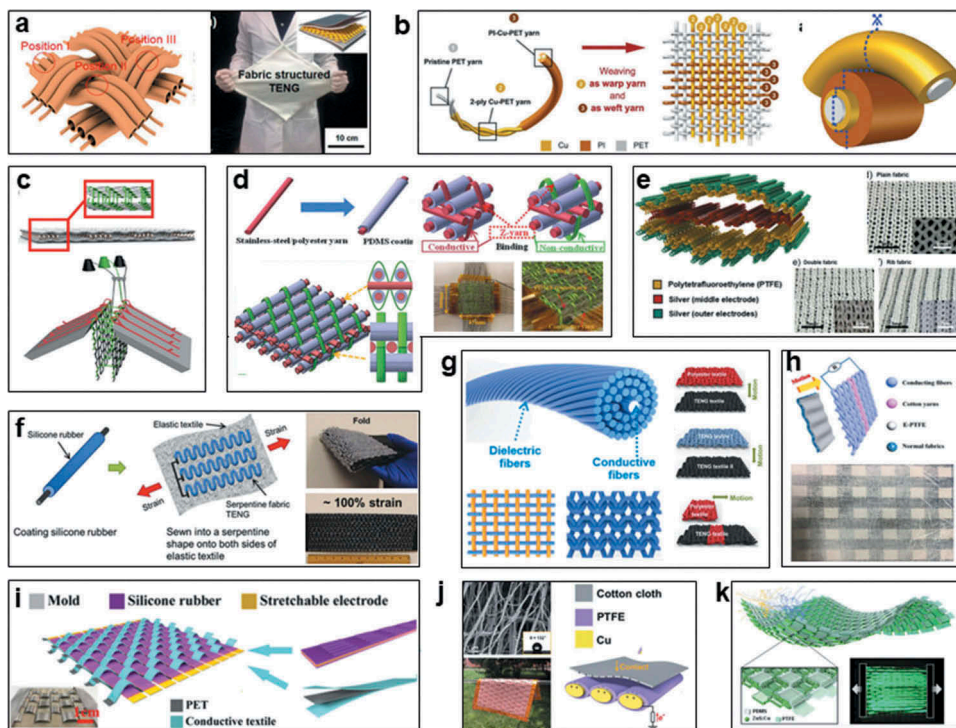 a
Position I
Position II
Position III
Fabric structured
TENG
10 cm
b
Pristine PET yarn
PI-Cu-PET yarn
2-ply Cu-PET yarn
Weaving
as warp yarn
and
as weft yarn
Cu
PI
PET
c
d
Stainless-steel/polyester yarn
PDMS coatin
Conductive
Z-yarn
Binding
Non-conductive
e
Polytetrafluoroethylene (PTFE)
Silver (middle electrode)
Silver (outer electrodes)
Plain fabric
Double fabric
Rib fabric
f
Silicone rubber
Coating silicone rubber
Elastic textile
Strain
Strain
Serpentine fabric
TENG
Sewn into a serpentine
shape onto both sides of
elastic textile
Fold
~ 100% strain
g
Dielectric
fibers
Conductive
fibers
Polyester textile
TENG textile
Motion
TENG textile I
TENG textile II
Motion
Motion
Polyester
textile
TENG textile
h
Motion
Conducting fibers
Cotton yarns
E-PTFE
Normal fabrics
i
Mold
Silicone rubber
Stretchable electrode
1cm
PET
Conductive textile
j
Cotton cloth
PTFE
Cu
Contact
k
PDMS
ZnS:Cu
PTFE